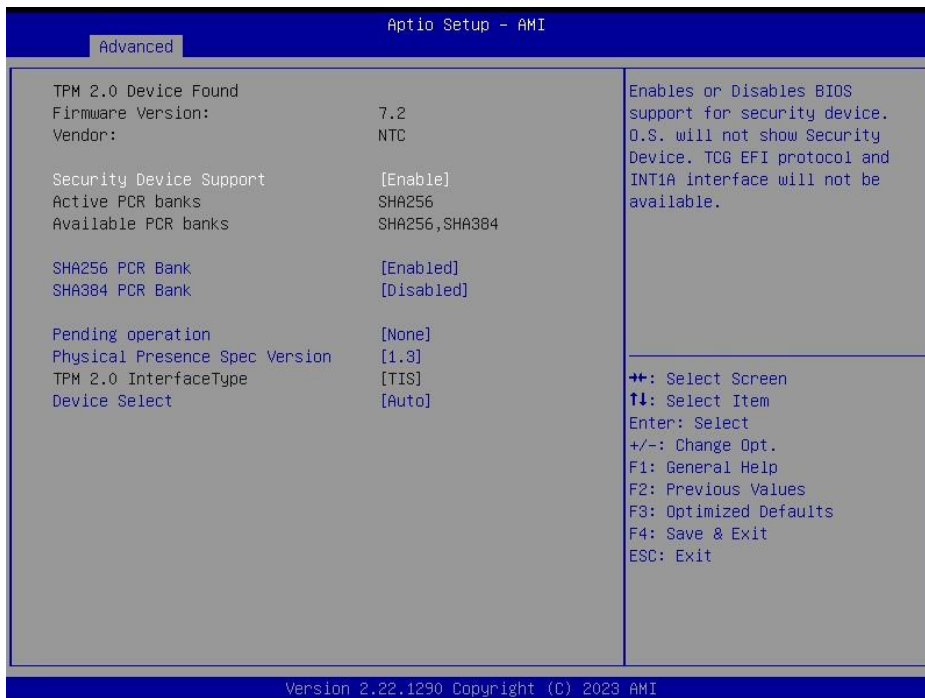 Aptio Setup - AMI
Advanced
TPM 2.0 Device Found
Firmware Version: 7.2
Vendor: NTC
Security Device Support [Enable]
Active PCR banks SHA256
Available PCR banks SHA256,SHA384
SHA256 PCR Bank [Enabled]
SHA384 PCR Bank [Disabled]
Pending operation [None]
Physical Presence Spec Version [1.3]
TPM 2.0 InterfaceType [TIS]
Device Select [Auto]
Enables or Disables BIOS
support for security device.
O.S. will not show Security
Device. TCG EFI protocol and
INT1A interface will not be
available.
→←: Select Screen
↑↓: Select Item
Enter: Select
+/-: Change Opt.
F1: General Help
F2: Previous Values
F3: Optimized Defaults
F4: Save & Exit
ESC: Exit
Version 2.22.1290 Copyright (C) 2023 AMI